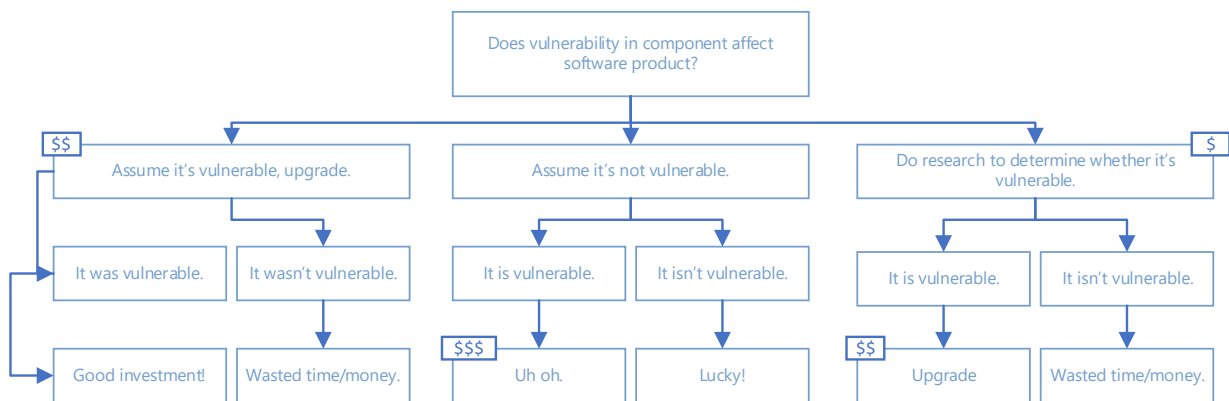 Does vulnerability in component affect
software product?
$$
Assume it’s vulnerable, upgrade.
Assume it’s not vulnerable.
$
Do research to determine whether it’s
vulnerable.
It was vulnerable.
It wasn’t vulnerable.
It is vulnerable.
It isn’t vulnerable.
It is vulnerable.
It isn’t vulnerable.
Good investment!
Wasted time/money.
$$$
Uh oh.
Lucky!
$$
Upgrade
Wasted time/money.